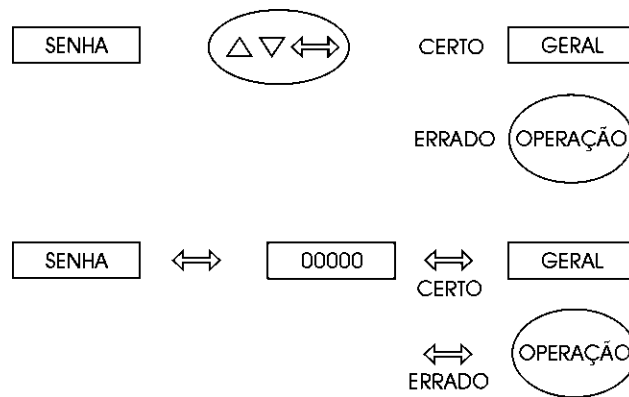 SENHA CERTO GERAL
ERRADO OPERAÇÃO
SENHA 00000 GERAL
CERTO
OPERAÇÃO
ERRADO